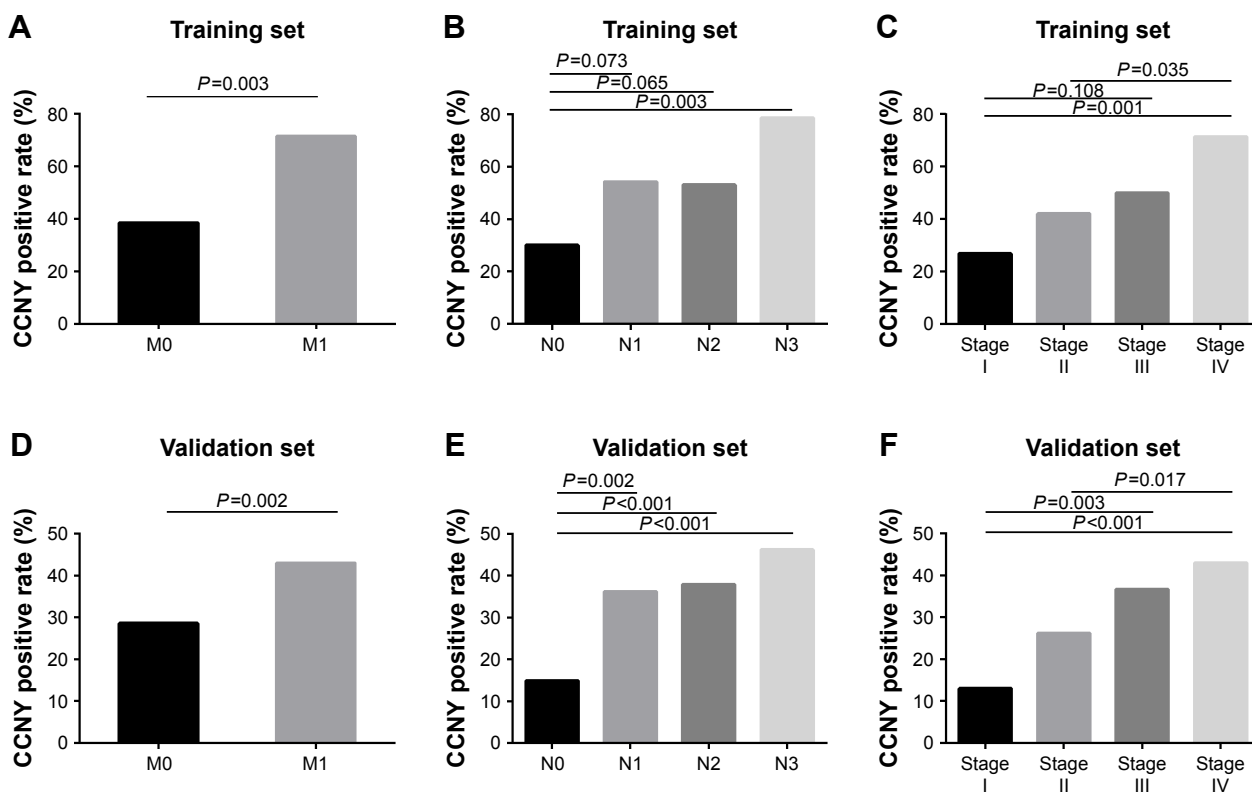 A
Training set
P=0.003
CCNY positive rate (%)
80
60
40
20
0
M0 M1
B
Training set
P=0.073
P=0.065
P=0.003
CCNY positive rate (%)
80
60
40
20
0
N0 N1 N2 N3
C
Training set
P=0.035
P=0.108
P=0.001
CCNY positive rate (%)
80
60
40
20
0
Stage Stage Stage Stage
I II III IV
D
Validation set
P=0.002
CCNY positive rate (%)
50
40
30
20
10
0
M0 M1
E
Validation set
P=0.002
P<0.001
P<0.001
CCNY positive rate (%)
50
40
30
20
10
0
N0 N1 N2 N3
F
Validation set
P=0.017
P=0.003
P<0.001
CCNY positive rate (%)
50
40
30
20
10
0
Stage Stage Stage Stage
I II III IV